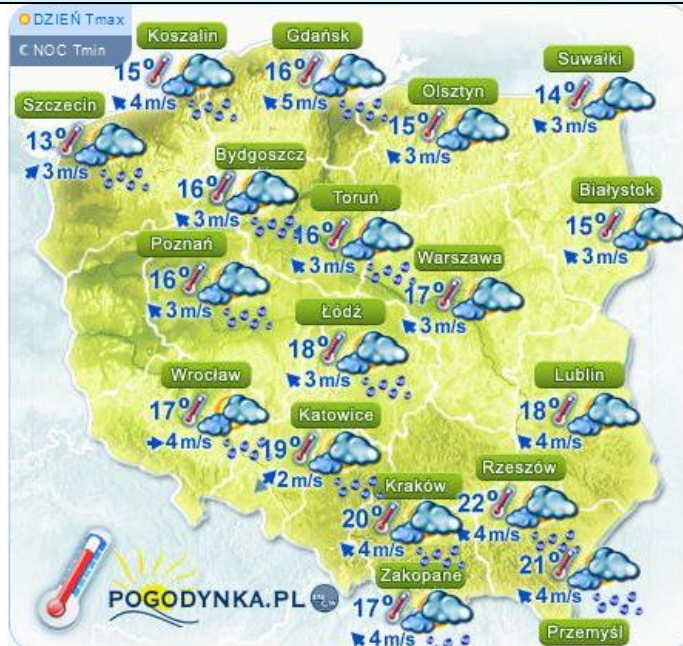 DZIEŃ Tmax
NOC Tmin
Koszalin
15°
4 m/s
Gdańsk
16°
5 m/s
Suwałki
14°
3 m/s
Szczecin
13°
3 m/s
Olsztyn
15°
3 m/s
Bydgoszcz
16°
3 m/s
Toruń
16°
3 m/s
Białystok
15°
3 m/s
Poznań
16°
3 m/s
Warszawa
17°
3 m/s
Łódź
18°
3 m/s
Wrocław
17°
4 m/s
Katowice
19°
2 m/s
Lublin
18°
4 m/s
Kraków
20°
4 m/s
Rzeszów
22°
4 m/s
21°
4 m/s
Przemyśl
Zakopane
17°
4 m/s
POGODYNKA.PL